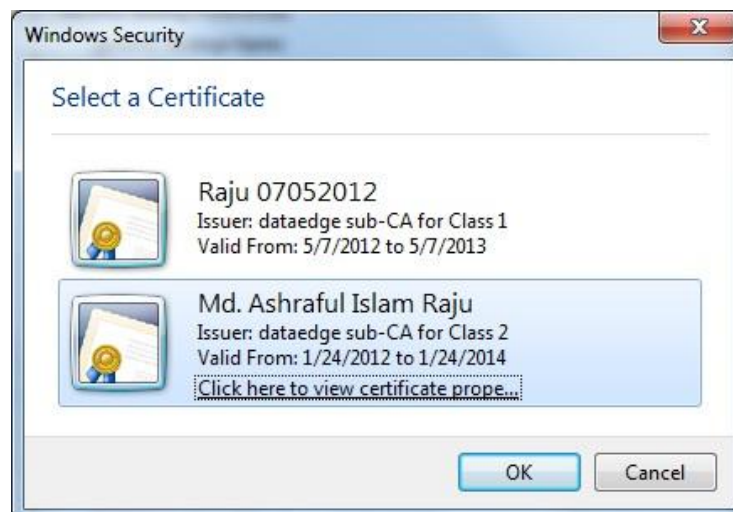 Windows Security
Select a Certificate
Raju 07052012
Issuer: dataedge sub-CA for Class 1
Valid From: 5/7/2012 to 5/7/2013
Md. Ashraful Islam Raju
Issuer: dataedge sub-CA for Class 2
Valid From: 1/24/2012 to 1/24/2014
Click here to view certificate prope...
OK
Cancel